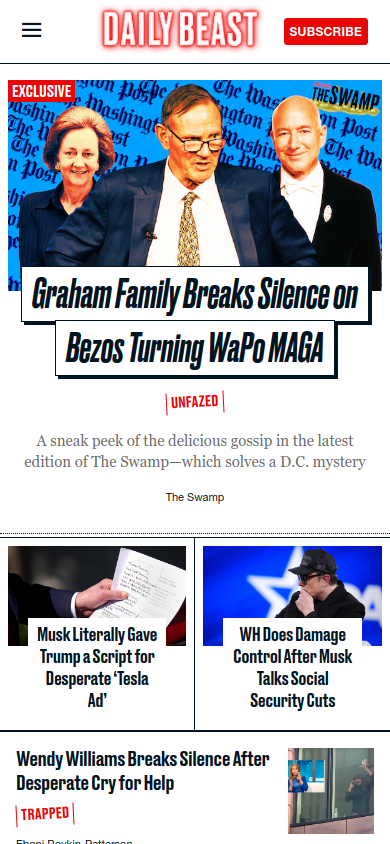 DAILY BEAST
SUBSCRIBE
EXCLUSIVE
THE SWAMP
The Washington Post
Graham Family Breaks Silence on
Bezos Turning WaPo MAGA
UNFAZED
A sneak peek of the delicious gossip in the latest
edition of The Swamp—which solves a D.C. mystery
The Swamp
Musk Literally Gave
Trump a Script for
Desperate ‘Tesla
Ad’
WH Does Damage
Control After Musk
Talks Social
Security Cuts
Wendy Williams Breaks Silence After
Desperate Cry for Help
TRAPPED